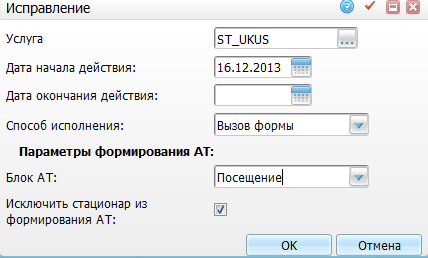 Исправление
Услуга ST_UKUS ...
Дата начала действия: 16.12.2013
Дата окончания действия:
Способ исполнения: Вызов формы
Параметры формирования АТ:
Блок АТ: Посещение
Исключить стационар из
формирования АТ:
OK Отмена